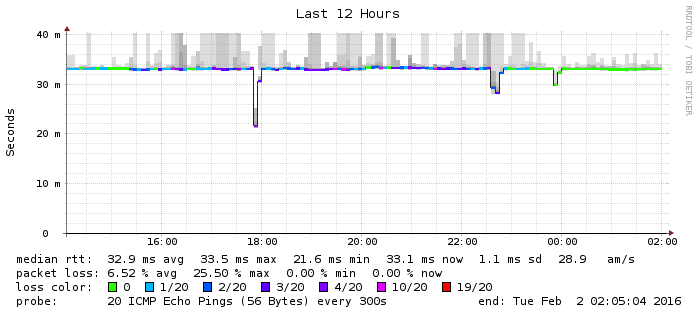 Last 12 Hours
RRDTOOL / TOBI OETIKER
Seconds
40 m
30 m
20 m
10 m
0
16:00 18:00 20:00 22:00 00:00 02:00
median rtt: 32.9 ms avg 33.5 ms max 21.6 ms min 33.1 ms now 1.1 ms sd 28.9 am/s
packet loss: 6.52 % avg 25.50 % max 0.00 % min 0.00 % now
loss color: 0 1/20 2/20 3/20 4/20 10/20 19/20
probe: 20 ICMP Echo Pings (56 Bytes) every 300s end: Tue Feb 2 02:05:04 2016